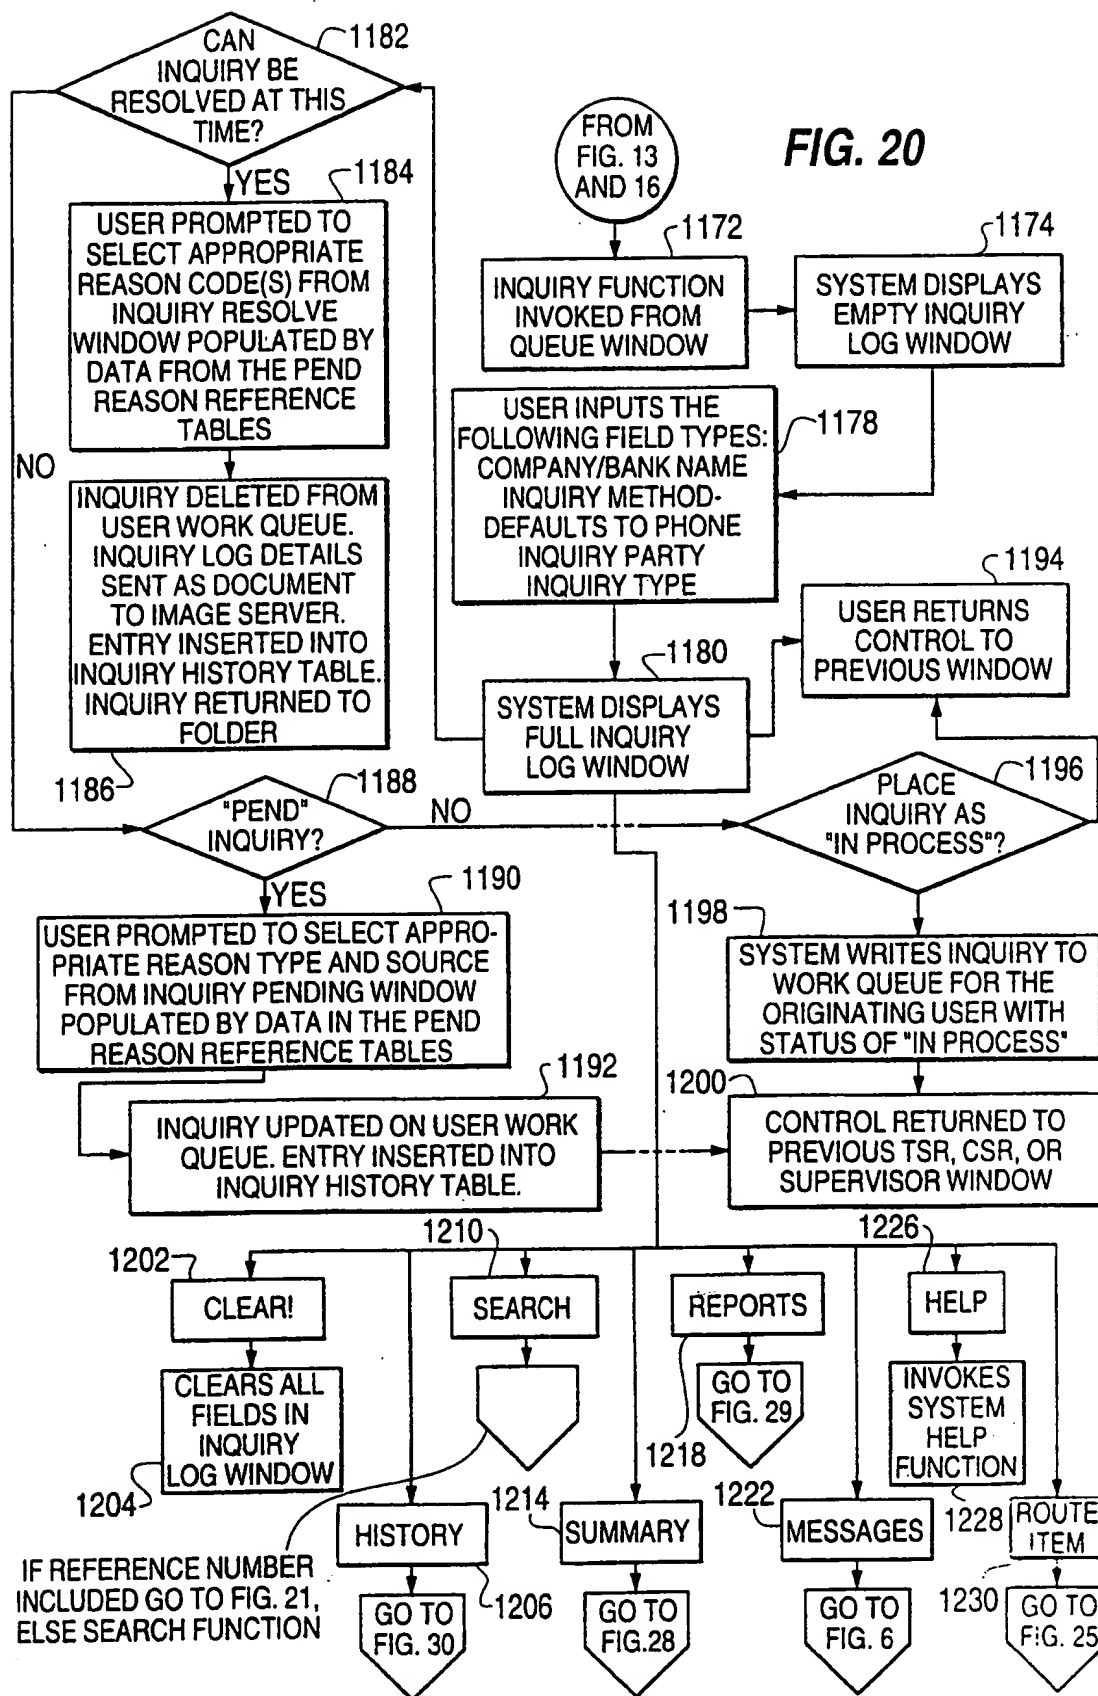 FIG. 20
1182
CAN
INQUIRY BE
RESOLVED AT THIS
TIME?
YES
NO
1184
USER PROMPTED TO
SELECT APPROPRIATE
REASON CODE(S) FROM
INQUIRY RESOLVE
WINDOW POPULATED BY
DATA FROM THE PEND
REASON REFERENCE
TABLES
INQUIRY DELETED FROM
USER WORK QUEUE.
INQUIRY LOG DETAILS
SENT AS DOCUMENT
TO IMAGE SERVER.
ENTRY INSERTED INTO
INQUIRY HISTORY TABLE.
INQUIRY RETURNED TO
FOLDER
1186
FROM
FIG. 13
AND 16
1172
INQUIRY FUNCTION
INVOKED FROM
QUEUE WINDOW
1174
SYSTEM DISPLAYS
EMPTY INQUIRY
LOG WINDOW
1178
USER INPUTS THE
FOLLOWING FIELD TYPES:
COMPANY/BANK NAME
INQUIRY METHOD-
DEFAULTS TO PHONE
INQUIRY PARTY
INQUIRY TYPE
1180
SYSTEM DISPLAYS
FULL INQUIRY
LOG WINDOW
1194
USER RETURNS
CONTROL TO
PREVIOUS WINDOW
1188
"PEND"
INQUIRY?
NO
YES
1196
PLACE
INQUIRY AS
"IN PROCESS"?
1190
USER PROMPTED TO SELECT APPRO-
PRIATE REASON TYPE AND SOURCE
FROM INQUIRY PENDING WINDOW
POPULATED BY DATA IN THE PEND
REASON REFERENCE TABLES
1198
SYSTEM WRITES INQUIRY TO
WORK QUEUE FOR THE
ORIGINATING USER WITH
STATUS OF "IN PROCESS"
1192
INQUIRY UPDATED ON USER WORK
QUEUE. ENTRY INSERTED INTO
INQUIRY HISTORY TABLE.
1200
CONTROL RETURNED TO
PREVIOUS TSR, CSR, OR
SUPERVISOR WINDOW
1202
CLEAR!
CLEARS ALL
FIELDS IN
INQUIRY
LOG WINDOW
1204
HISTORY
1206
GO TO
FIG. 30
1210
SEARCH
IF REFERENCE NUMBER
INCLUDED GO TO FIG. 21,
ELSE SEARCH FUNCTION
1214
SUMMARY
GO TO
FIG.28
REPORTS
1218
GO TO
FIG. 29
1222
MESSAGES
GO TO
FIG. 6
1226
HELP
INVOKES
SYSTEM
HELP
FUNCTION
1228
ROUTE
ITEM
1230
GO TO
FIG. 25